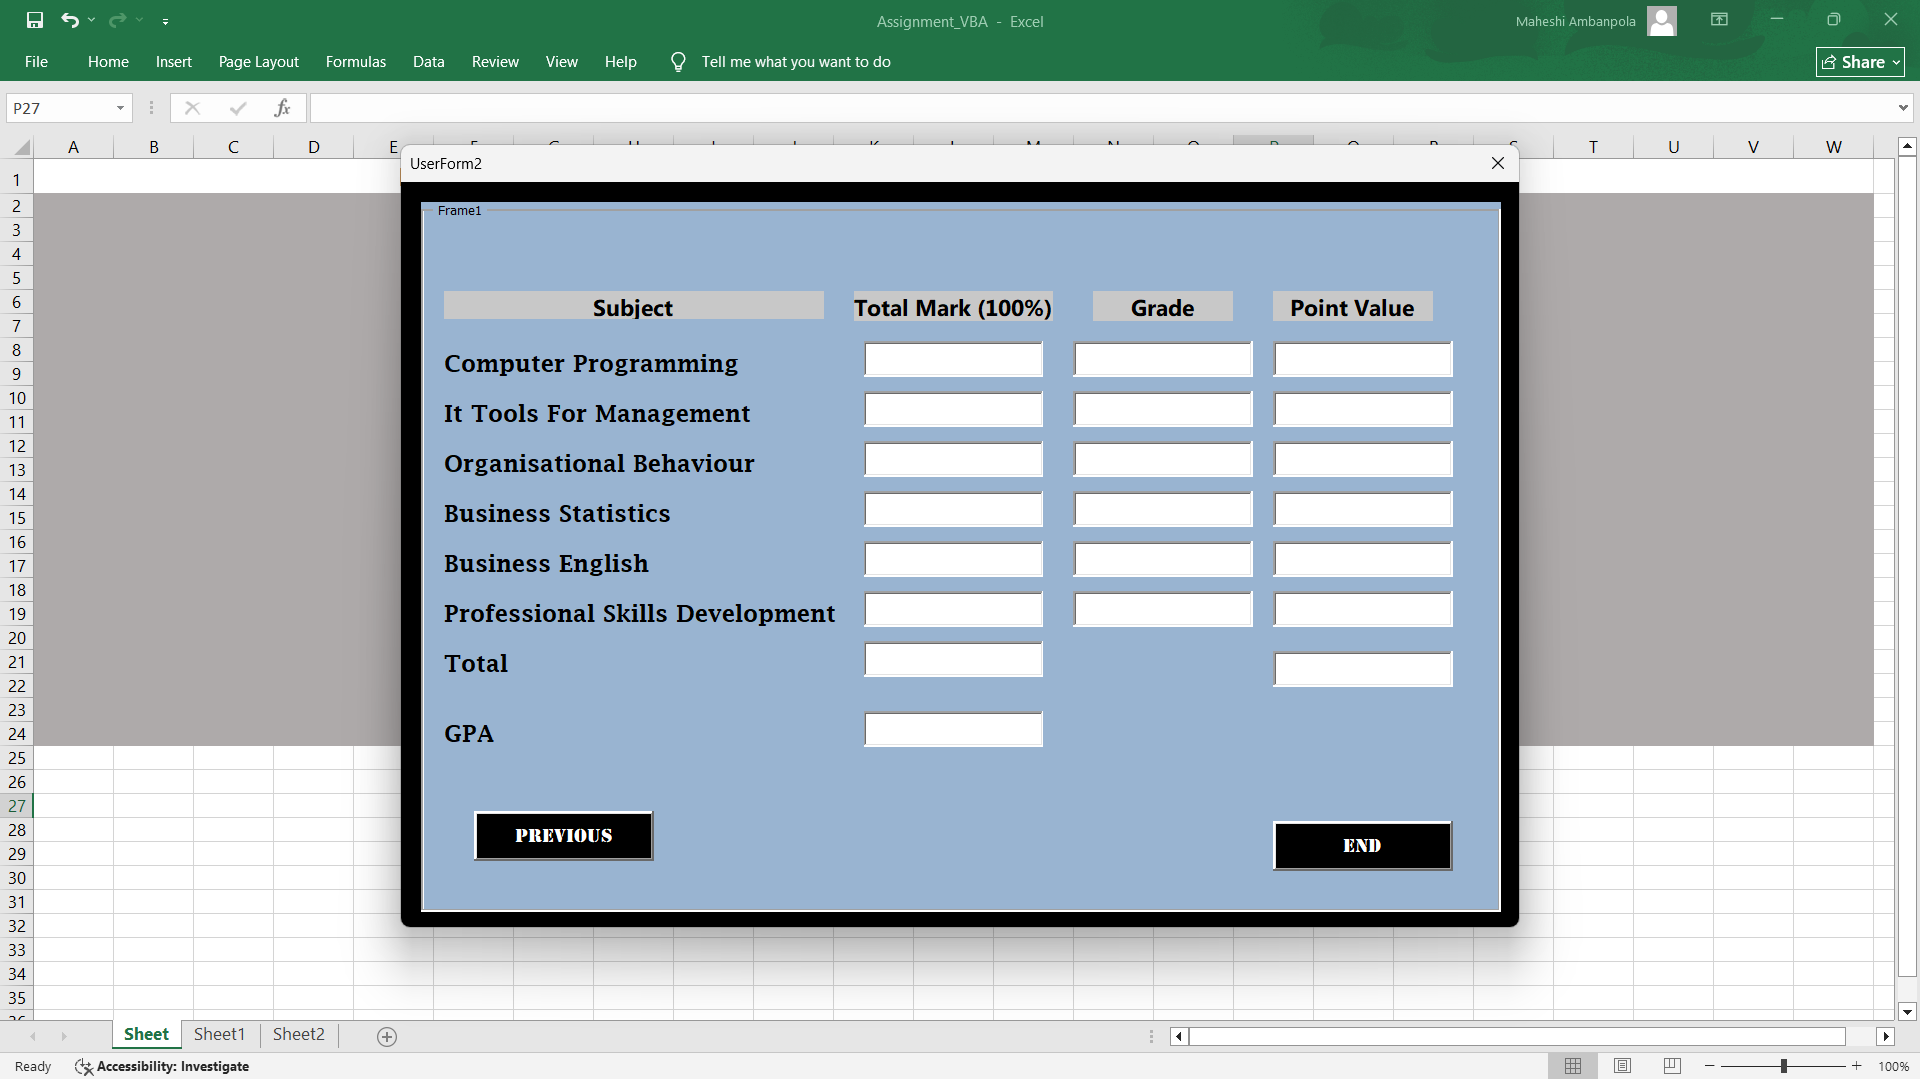 Assignment_VBA - Excel
Maheshi Ambanpola
File Home Insert Page Layout Formulas Data Review View Help Tell me what you want to do
Share
P27
fx
A B C D E T U V W
UserForm2
Frame1
Subject Total Mark (100%) Grade Point Value
Computer Programming
It Tools For Management
Organisational Behaviour
Business Statistics
Business English
Professional Skills Development
Total
GPA
PREVIOUS
END
1
2
3
4
5
6
7
8
9
10
11
12
13
14
15
16
17
18
19
20
21
22
23
24
25
26
27
28
29
30
31
32
33
34
35
Sheet Sheet1 Sheet2
Ready Accessibility: Investigate
100%